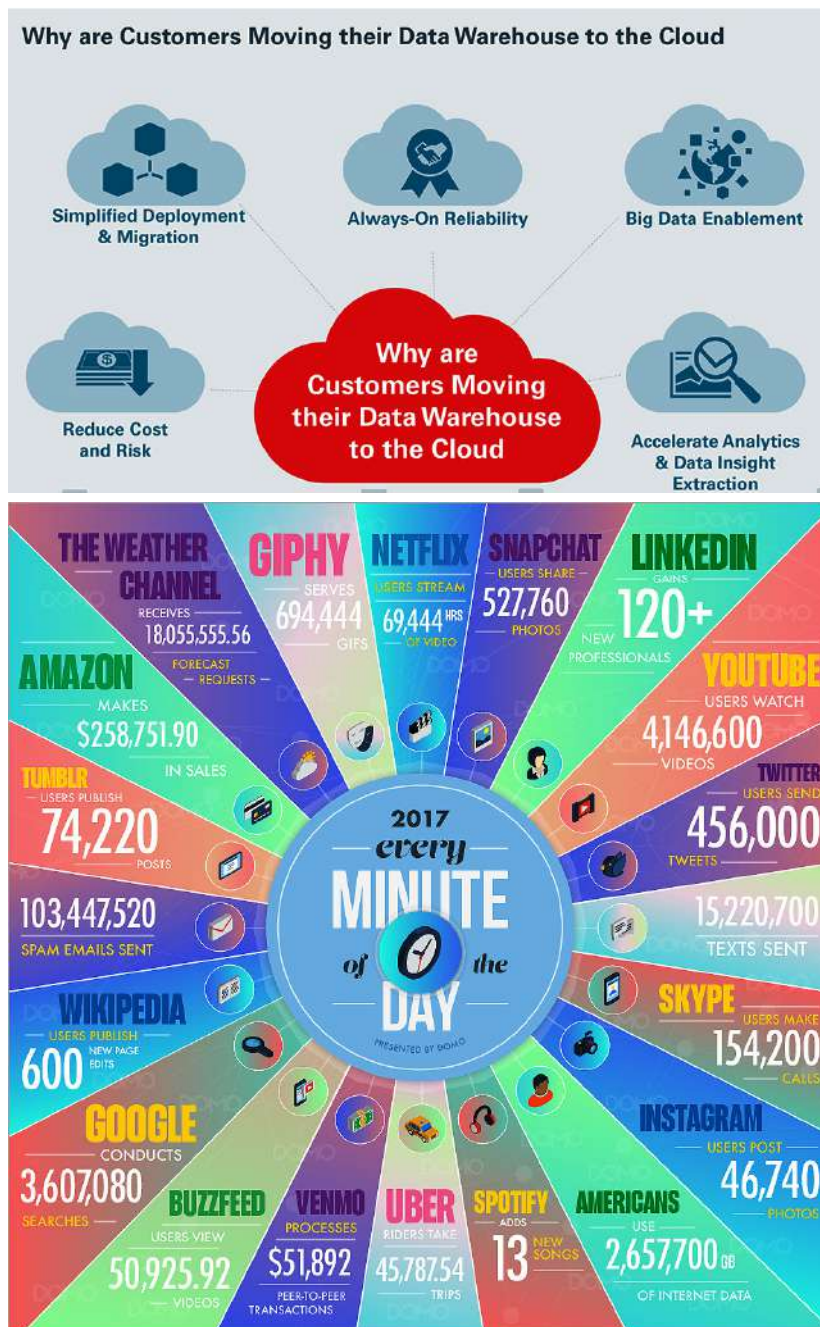 Why are Customers Moving their Data Warehouse to the Cloud
Simplified Deployment
& Migration
Always-On Reliability
Big Data Enablement
Reduce Cost
and Risk
Why are
Customers Moving
their Data Warehouse
to the Cloud
Accelerate Analytics
& Data Insight
Extraction
THE WEATHER
CHANNEL
RECEIVES
18,055,555.56
FORECAST
REQUESTS
GIPHY
SERVES
694,444
GIFS
NETFLIX
USERS STREAM
69,444 HRS
OF VIDEO
SNAPCHAT
USERS SHARE
527,760
PHOTOS
LINKEDIN
GAINS
120+
NEW
PROFESSIONALS
YOUTUBE
USERS WATCH
4,146,600
VIDEOS
TWITTER
USERS SEND
456,000
TWEETS
15,220,700
TEXTS SENT
SKYPE
USERS MAKE
154,200
CALLS
INSTAGRAM
USERS POST
46,740
PHOTOS
AMERICANS
USE
2,657,700 GB
OF INTERNET DATA
SPOTIFY
ADDS
13 NEW
SONGS
UBER
RIDERS TAKE
45,787.54
TRIPS
VENMO
PROCESSES
$51,892
PEER-TO-PEER
TRANSACTIONS
BUZZFEED
USERS VIEW
50,925.92
VIDEOS
GOOGLE
CONDUCTS
3,607,080
SEARCHES
WIKIPEDIA
USERS PUBLISH
600 NEW PAGE
EDITS
103,447,520
SPAM EMAILS SENT
TUMBLR
USERS PUBLISH
74,220
POSTS
AMAZON
MAKES
$258,751.90
IN SALES
2017
every
MINUTE
of the
DAY
PRESENTED BY DOMO
DOMO